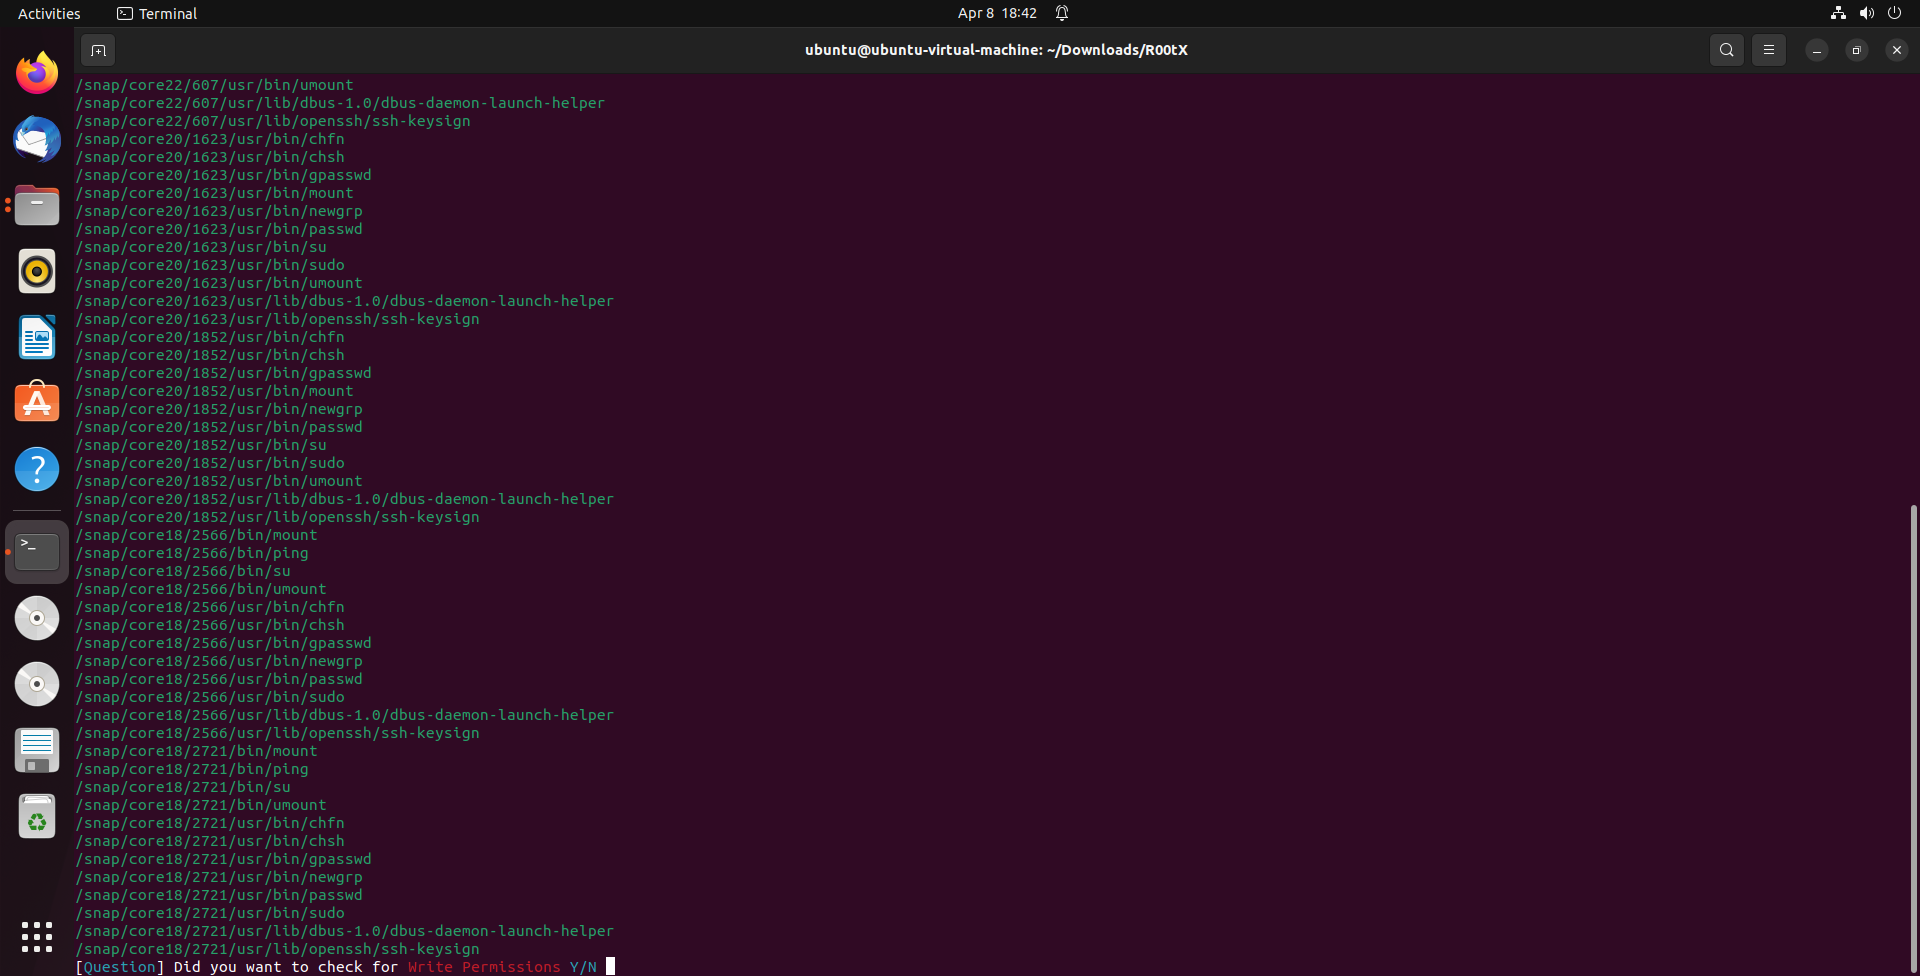 Activities
Terminal
Apr 8 18:42
ubuntu@ubuntu-virtual-machine: ~/Downloads/R00tX
/snap/core22/607/usr/bin/umount
/snap/core22/607/usr/lib/dbus-1.0/dbus-daemon-launch-helper
/snap/core22/607/usr/lib/openssh/ssh-keysign
/snap/core20/1623/usr/bin/chfn
/snap/core20/1623/usr/bin/chsh
/snap/core20/1623/usr/bin/gpasswd
/snap/core20/1623/usr/bin/mount
/snap/core20/1623/usr/bin/newgrp
/snap/core20/1623/usr/bin/passwd
/snap/core20/1623/usr/bin/su
/snap/core20/1623/usr/bin/sudo
/snap/core20/1623/usr/bin/umount
/snap/core20/1623/usr/lib/dbus-1.0/dbus-daemon-launch-helper
/snap/core20/1623/usr/lib/openssh/ssh-keysign
/snap/core20/1852/usr/bin/chfn
/snap/core20/1852/usr/bin/chsh
/snap/core20/1852/usr/bin/gpasswd
/snap/core20/1852/usr/bin/mount
/snap/core20/1852/usr/bin/newgrp
/snap/core20/1852/usr/bin/passwd
/snap/core20/1852/usr/bin/su
/snap/core20/1852/usr/bin/sudo
/snap/core20/1852/usr/bin/umount
/snap/core20/1852/usr/lib/dbus-1.0/dbus-daemon-launch-helper
/snap/core20/1852/usr/lib/openssh/ssh-keysign
/snap/core18/2566/bin/mount
/snap/core18/2566/bin/ping
/snap/core18/2566/bin/su
/snap/core18/2566/bin/umount
/snap/core18/2566/usr/bin/chfn
/snap/core18/2566/usr/bin/chsh
/snap/core18/2566/usr/bin/gpasswd
/snap/core18/2566/usr/bin/newgrp
/snap/core18/2566/usr/bin/passwd
/snap/core18/2566/usr/bin/sudo
/snap/core18/2566/usr/lib/dbus-1.0/dbus-daemon-launch-helper
/snap/core18/2566/usr/lib/openssh/ssh-keysign
/snap/core18/2721/bin/mount
/snap/core18/2721/bin/ping
/snap/core18/2721/bin/su
/snap/core18/2721/bin/umount
/snap/core18/2721/usr/bin/chfn
/snap/core18/2721/usr/bin/chsh
/snap/core18/2721/usr/bin/gpasswd
/snap/core18/2721/usr/bin/newgrp
/snap/core18/2721/usr/bin/passwd
/snap/core18/2721/usr/bin/sudo
/snap/core18/2721/usr/lib/dbus-1.0/dbus-daemon-launch-helper
/snap/core18/2721/usr/lib/openssh/ssh-keysign
[Question] Did you want to check for Write Permissions Y/N